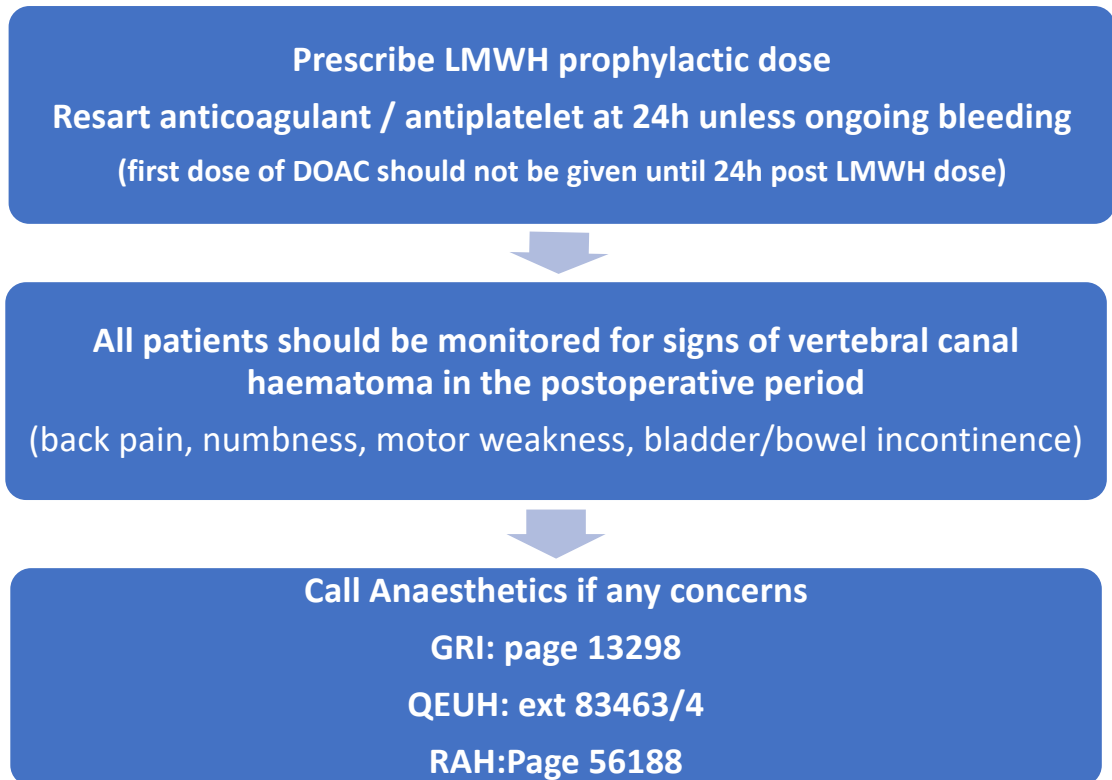 Prescribe LMWH prophylactic dose
Resart anticoagulant / antiplatelet at 24h unless ongoing bleeding
(first dose of DOAC should not be given until 24h post LMWH dose)
All patients should be monitored for signs of vertebral canal
haematoma in the postoperative period
(back pain, numbness, motor weakness, bladder/bowel incontinence)
Call Anaesthetics if any concerns
GRI: page 13298
QEUH: ext 83463/4
RAH:Page 56188